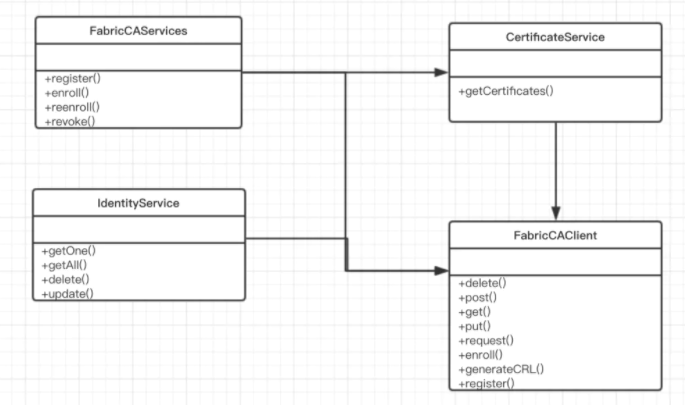 FabricCAServices
+register()
+enroll()
+reenroll()
+revoke()
CertificateService
+getCertificates()
IdentityService
+getOne()
+getAll()
+delete()
+update()
FabricCAClient
+delete()
+post()
+get()
+put()
+request()
+enroll()
+generateCRL()
+register()